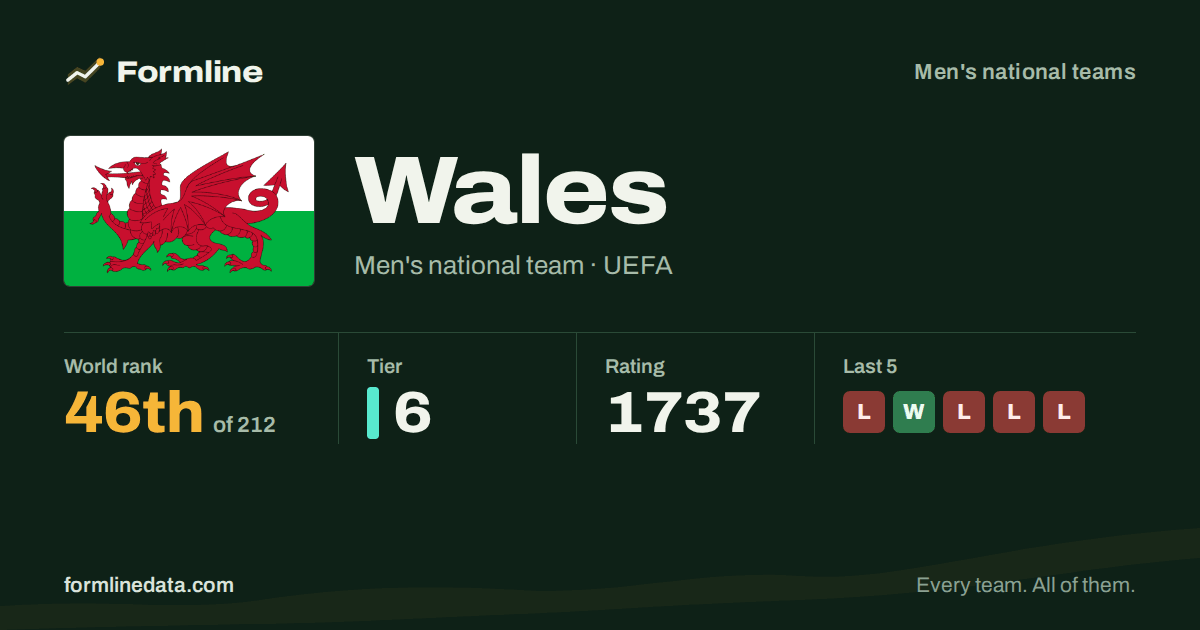 Formline
Men's national teams
Wales
Men's national team · UEFA
World rank
46th of 212
Tier
6
Rating
1737
Last 5
L W L L L
formlinedata.com
Every team. All of them.